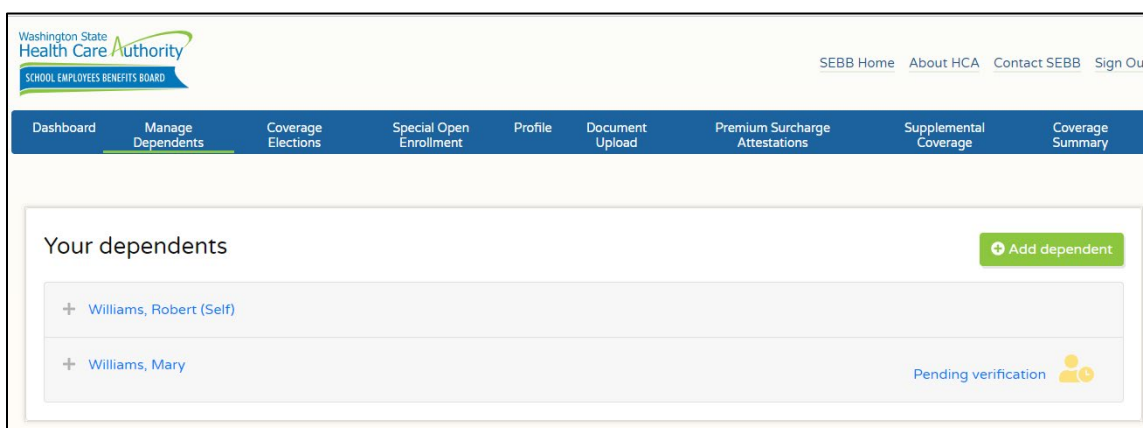 Washington State
Health Care Authority
SCHOOL EMPLOYEES BENEFITS BOARD
SEBB Home About HCA Contact SEBB Sign Ou
Dashboard Manage Dependents Coverage Elections Special Open Enrollment Profile Document Upload Premium Surcharge Attestations Supplemental Coverage Coverage Summary
Your dependents
Add dependent
Williams, Robert (Self)
Williams, Mary
Pending verification